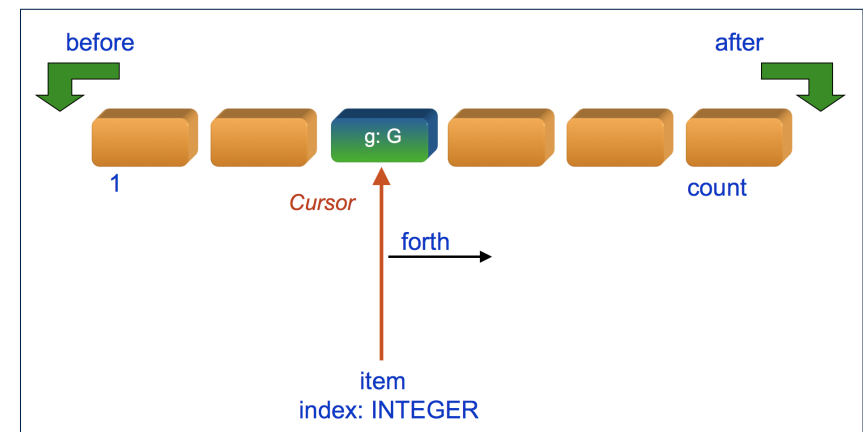 before
after
g: G
1
count
Cursor
forth
item
index: INTEGER